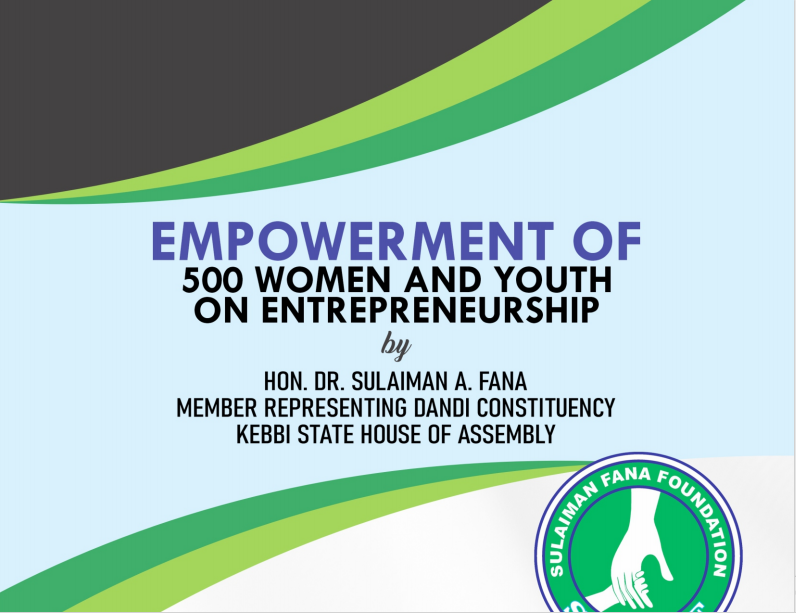 EMPOWERMENT OF
500 WOMEN AND YOUTH
ON ENTREPRENEURSHIP
by
HON. DR. SULAIMAN A. FANA
MEMBER REPRESENTING DANDI CONSTITUENCY
KEBBI STATE HOUSE OF ASSEMBLY
SULAIMAN FANA FOUNDATION